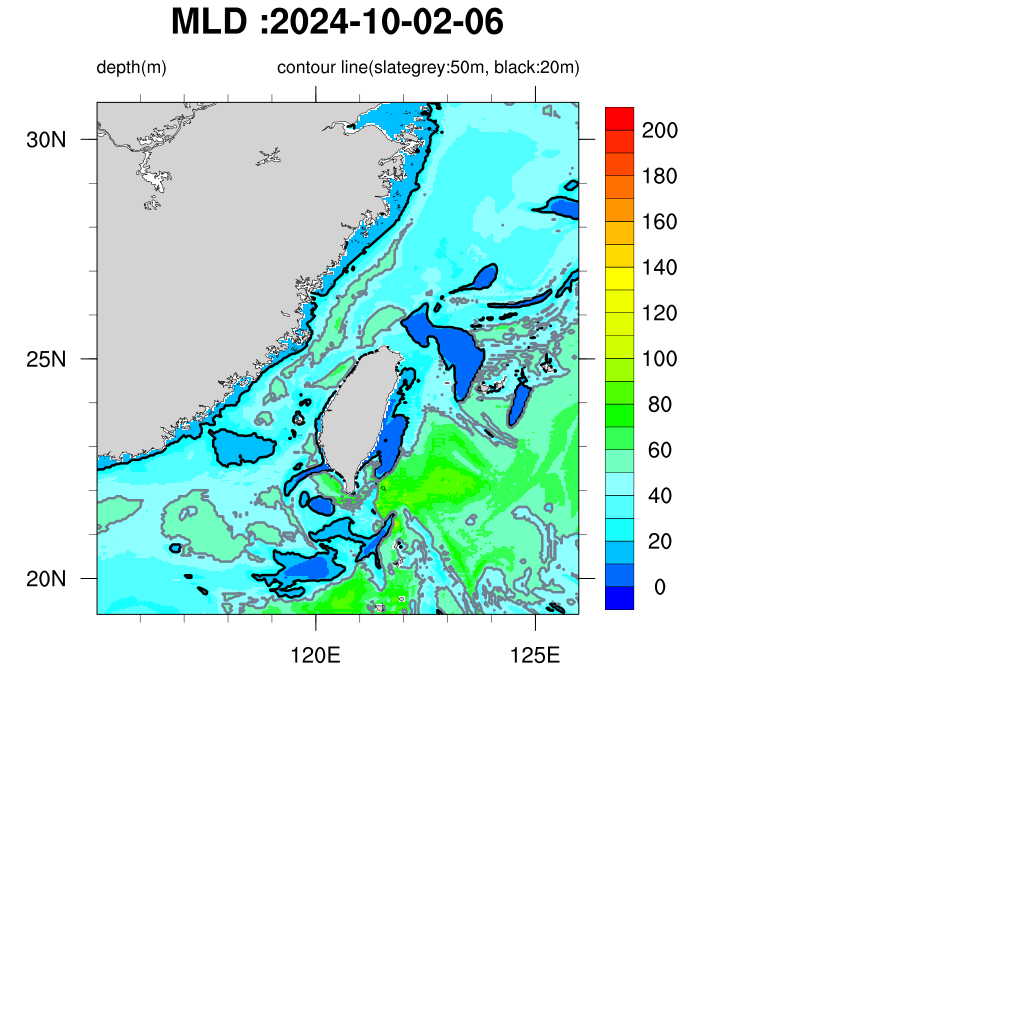 MLD :2024-10-02-06
depth(m)
contour line(slategrey:50m, black:20m)
30N
25N
20N
120E
125E
200
180
160
140
120
100
80
60
40
20
0